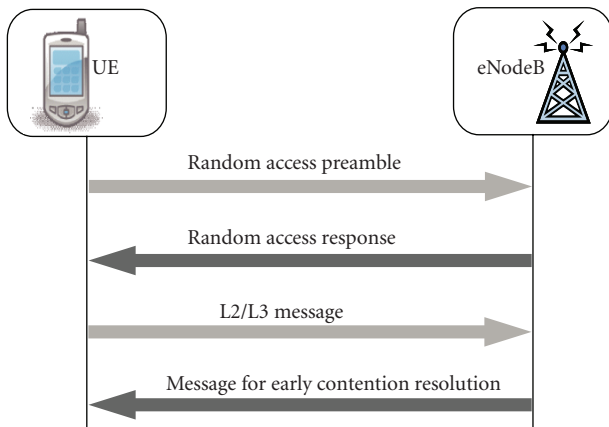 UE
eNodeB
Random access preamble
Random access response
L2/L3 message
Message for early contention resolution